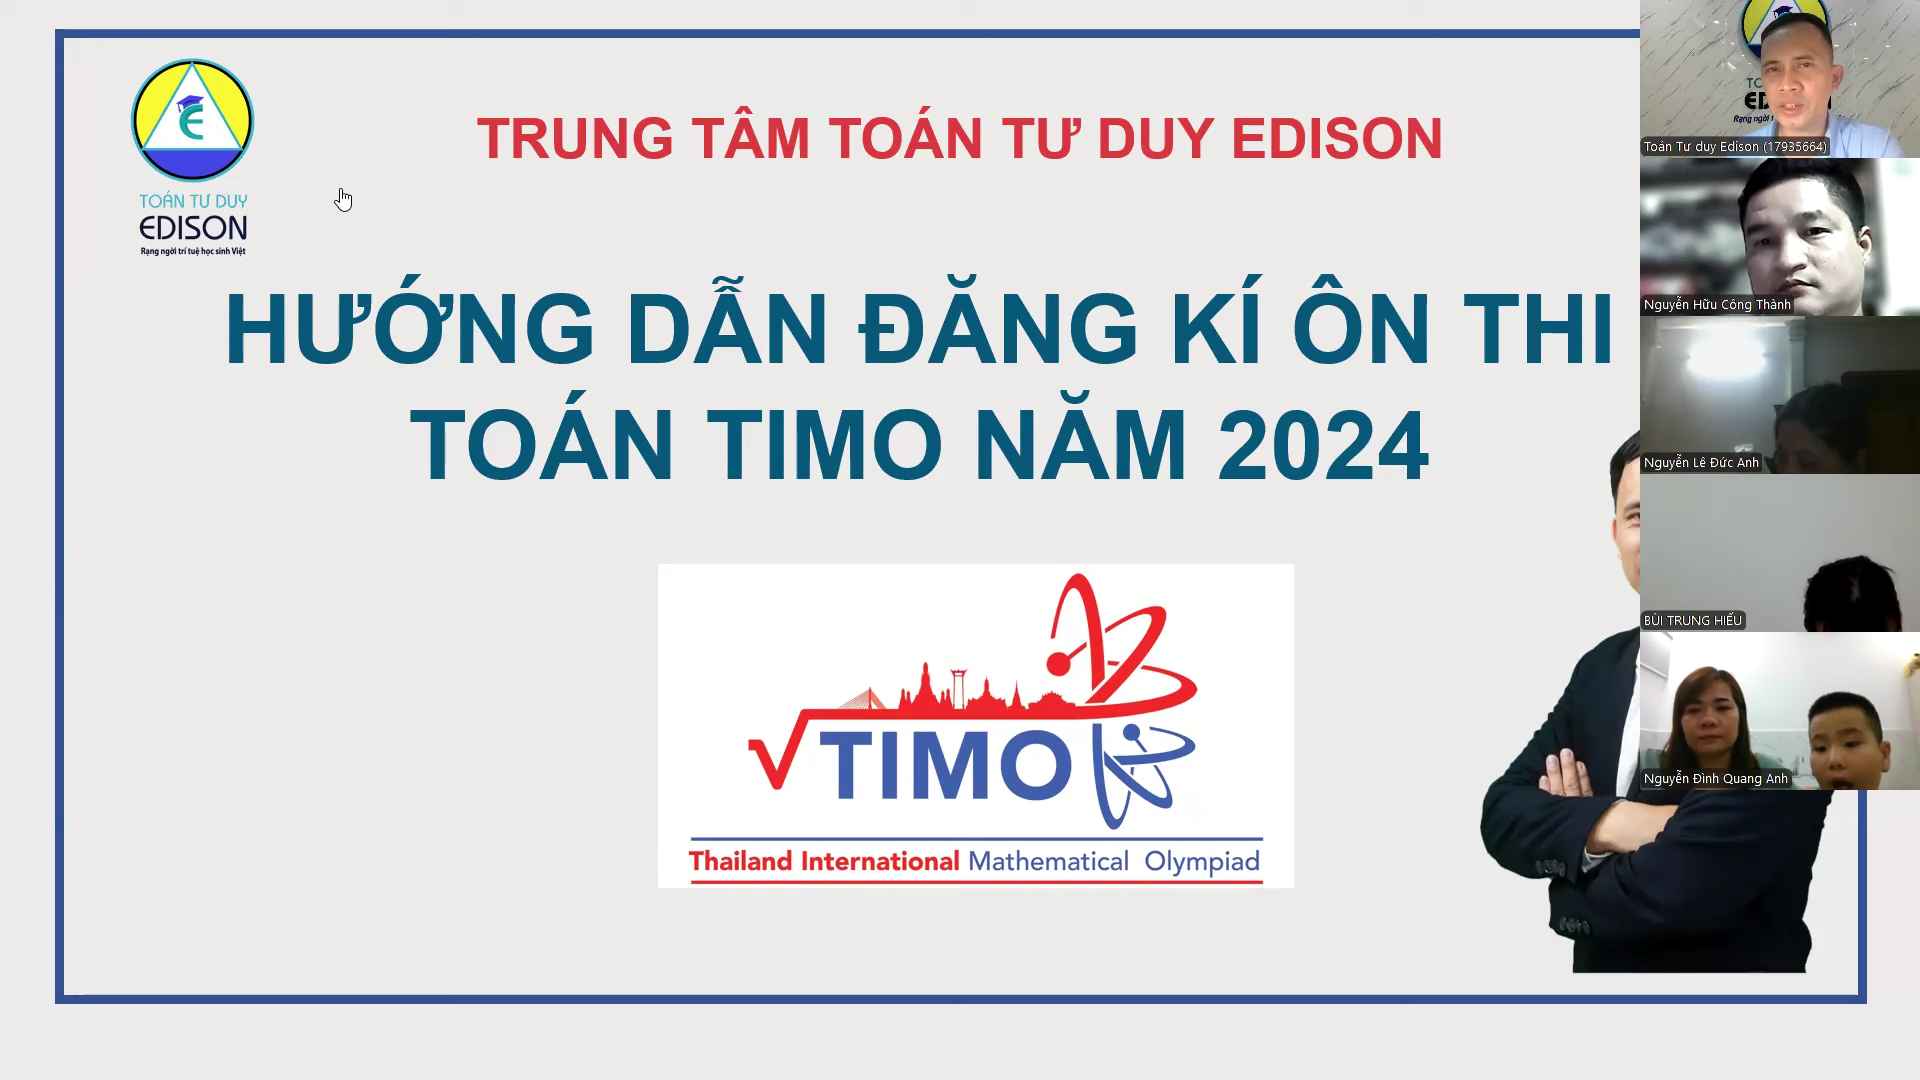 TOÁN TƯ DUY
EDISON
Rạng ngời trí tuệ học sinh Việt
TRUNG TÂM TOÁN TƯ DUY EDISON
HƯỚNG DẪN ĐĂNG KÍ ÔN THI
TOÁN TIMO NĂM 2024
TIMO
Thailand International Mathematical Olympiad
Toán Tư duy Edison (17935664)
Nguyễn Hữu Công Thành
Nguyễn Lê Đức Anh
BÙI TRUNG HIẾU
Nguyễn Đình Quang Anh